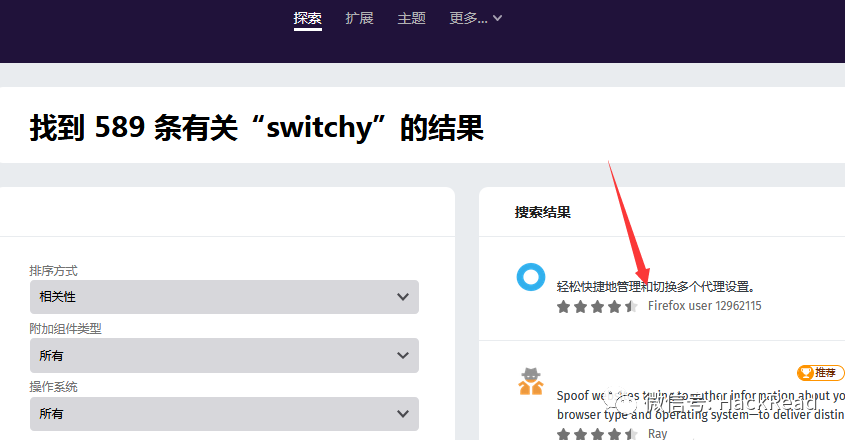 探索 扩展 主题 更多...
找到 589 条有关“switchy”的结果
排序方式
相关性
附加组件类型
所有
操作系统
所有
搜索结果
轻松快捷地管理和切换多个代理设置。
Firefox user 12962115
推荐
Spoof websites trying to gather information about yo
browser type and operating system—to deliver distin
Ray
微信号: HackRead